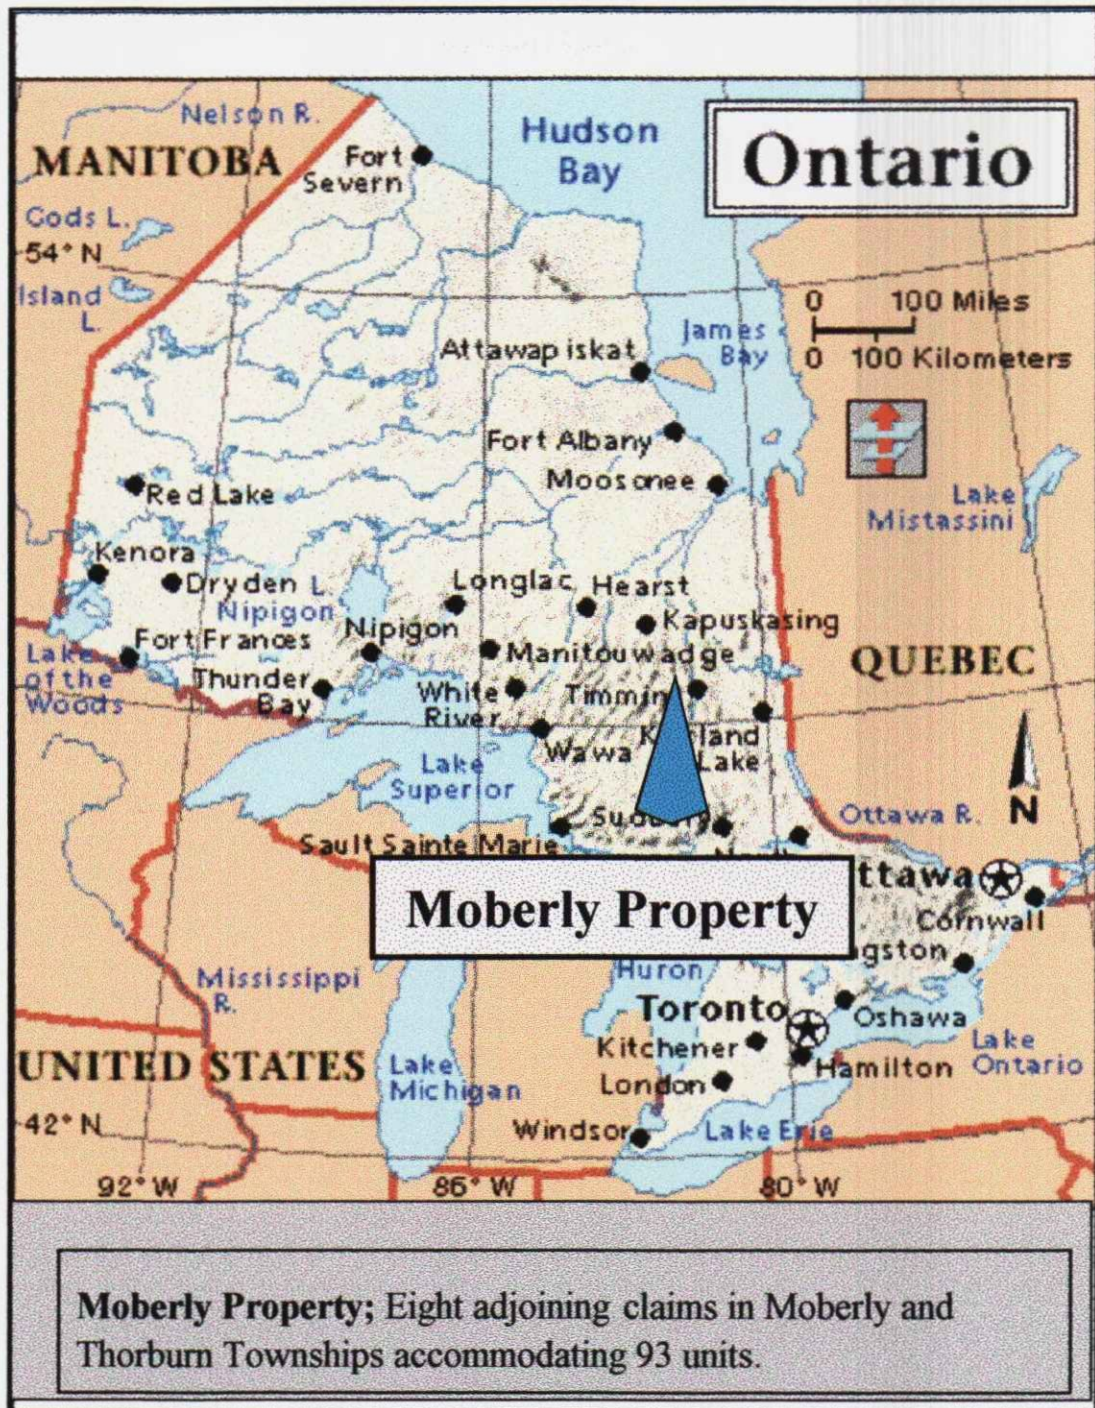 Nelson R.
MANITOBA
Hudson
Bay
Ontario
Fort
Severn
Gods L.
54° N
Island
L.
0 100 Miles
0 100 Kilometers
James
Bay
Attawapiskat
Fort Albany
Moosonee
Red Lake
Lake
Mistassini
Kenora
Dryden
L.
Nipigon
Longlac
Hearst
Kapuskasing
Fort Frances
Nipigon
Manitouwadge
QUEBEC
Lake
of the
Woods
Thunder
Bay
White
River
Timmin
Wawa
land
Lake
Lake
Superior
Ottawa R.
N
Sault Sainte Marie
Moberly Property
ttawa
Cornwall
gston
Huron
Mississippi
R.
Toronto
Oshawa
Kitchener
Hamilton
Lake
Ontario
UNITED STATES
Lake
Michigan
London
42° N
Windsor
Lake Erie
92° W
86° W
80° W
Moberly Property; Eight adjoining claims in Moberly and
Thorburn Townships accommodating 93 units.